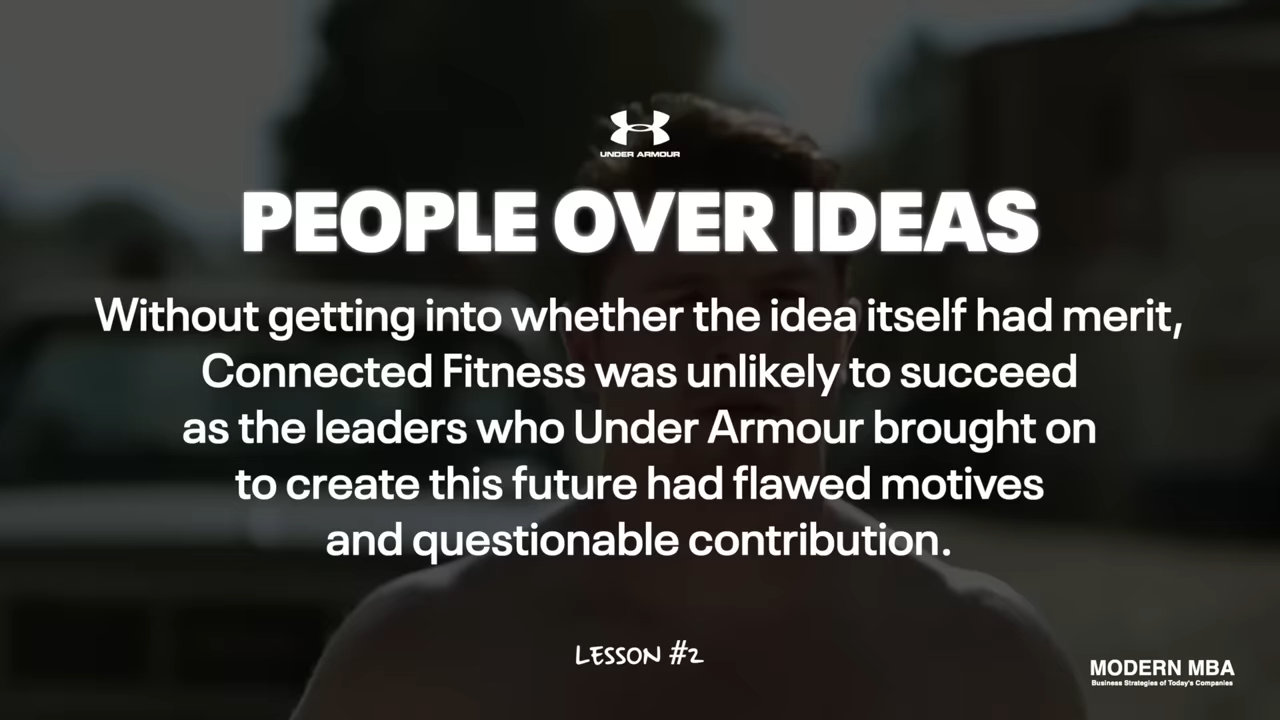 UNDER ARMOUR
PEOPLE OVER IDEAS
Without getting into whether the idea itself had merit,
Connected Fitness was unlikely to succeed
as the leaders who Under Armour brought on
to create this future had flawed motives
and questionable contribution.
LESSON #2
MODERN MBA
Business Strategies of Today's Companies